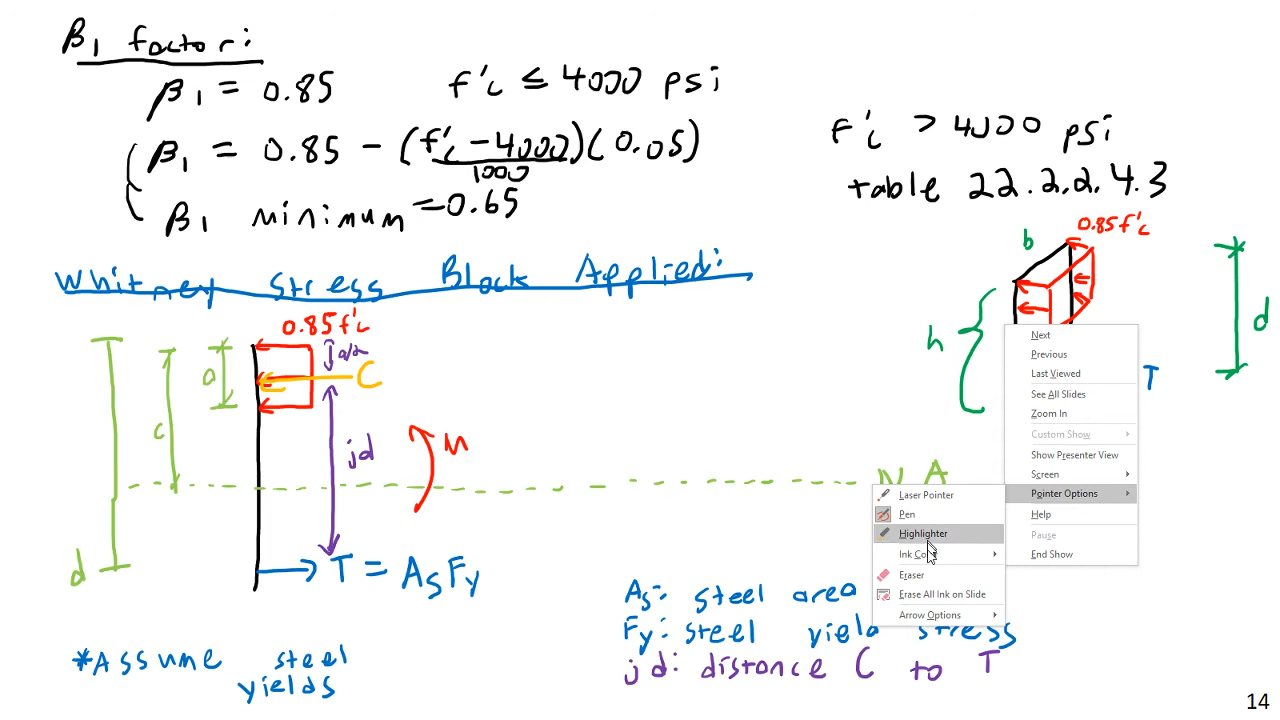 β1 factor:
β1 = 0.85 f'c ≤ 4000 psi
β1 = 0.85 - (f'c - 4000)(0.05) f'c > 4000 psi
1000
β1 minimum = 0.65 table 22.2.2.4.3
Whitney Stress Block Applied:
0.85f'c
b
h
d
T
0.85f'c
a/2
a
C
c
jd
M
N A
d
T = AsFy
As: steel area
Fy: steel yield stress
jd: distance C to T
*Assume steel
yields
Next
Previous
Last Viewed
See All Slides
Zoom In
Custom Show
Show Presenter View
Screen
Pointer Options
Help
Pause
End Show
Laser Pointer
Pen
Highlighter
Eraser
Erase All Ink on Slide
Arrow Options
14